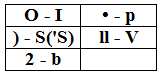 O - I
• - p
) - S('S)
ll - V
2 - b